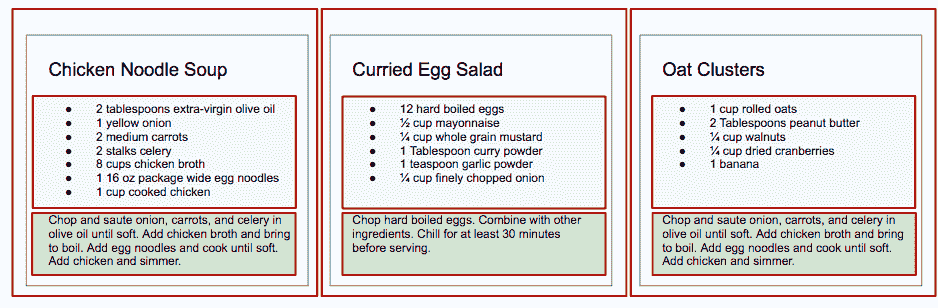 Chicken Noodle Soup
● 2 tablespoons extra-virgin olive oil
● 1 yellow onion
● 2 medium carrots
● 2 stalks celery
● 8 cups chicken broth
● 1 16 oz package wide egg noodles
● 1 cup cooked chicken
Chop and saute onion, carrots, and celery in
olive oil until soft. Add chicken broth and bring
to boil. Add egg noodles and cook until soft.
Add chicken and simmer.
Curried Egg Salad
● 12 hard boiled eggs
● ½ cup mayonnaise
● ¼ cup whole grain mustard
● 1 Tablespoon curry powder
● 1 teaspoon garlic powder
● ¼ cup finely chopped onion
Chop hard boiled eggs. Combine with other
ingredients. Chill for at least 30 minutes
before serving.
Oat Clusters
● 1 cup rolled oats
● 2 Tablespoons peanut butter
● ¼ cup walnuts
● ¼ cup dried cranberries
● 1 banana
Chop and saute onion, carrots, and celery in
olive oil until soft. Add chicken broth and bring
to boil. Add egg noodles and cook until soft.
Add chicken and simmer.